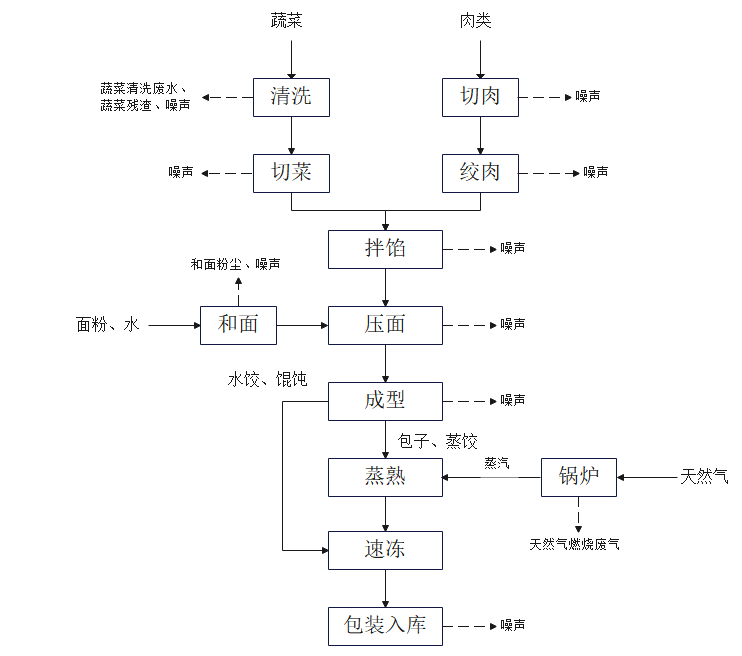 蔬菜
肉类
蔬菜清洗废水、
蔬菜残渣、噪声
清洗
切肉
噪声
噪声
切菜
绞肉
噪声
拌馅
噪声
和面粉尘、噪声
面粉、水
和面
压面
噪声
水饺、馄饨
成型
噪声
包子、蒸饺
蒸熟
蒸汽
锅炉
天然气
速冻
天然气燃烧废气
包装入库
噪声